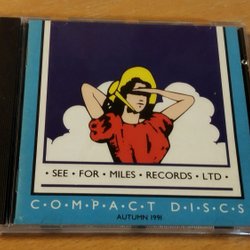 • SEE • FOR • MILES • RECORDS • LTD •
C•O•M•P•A•C•T D•I•S•C•S
AUTUMN 1991